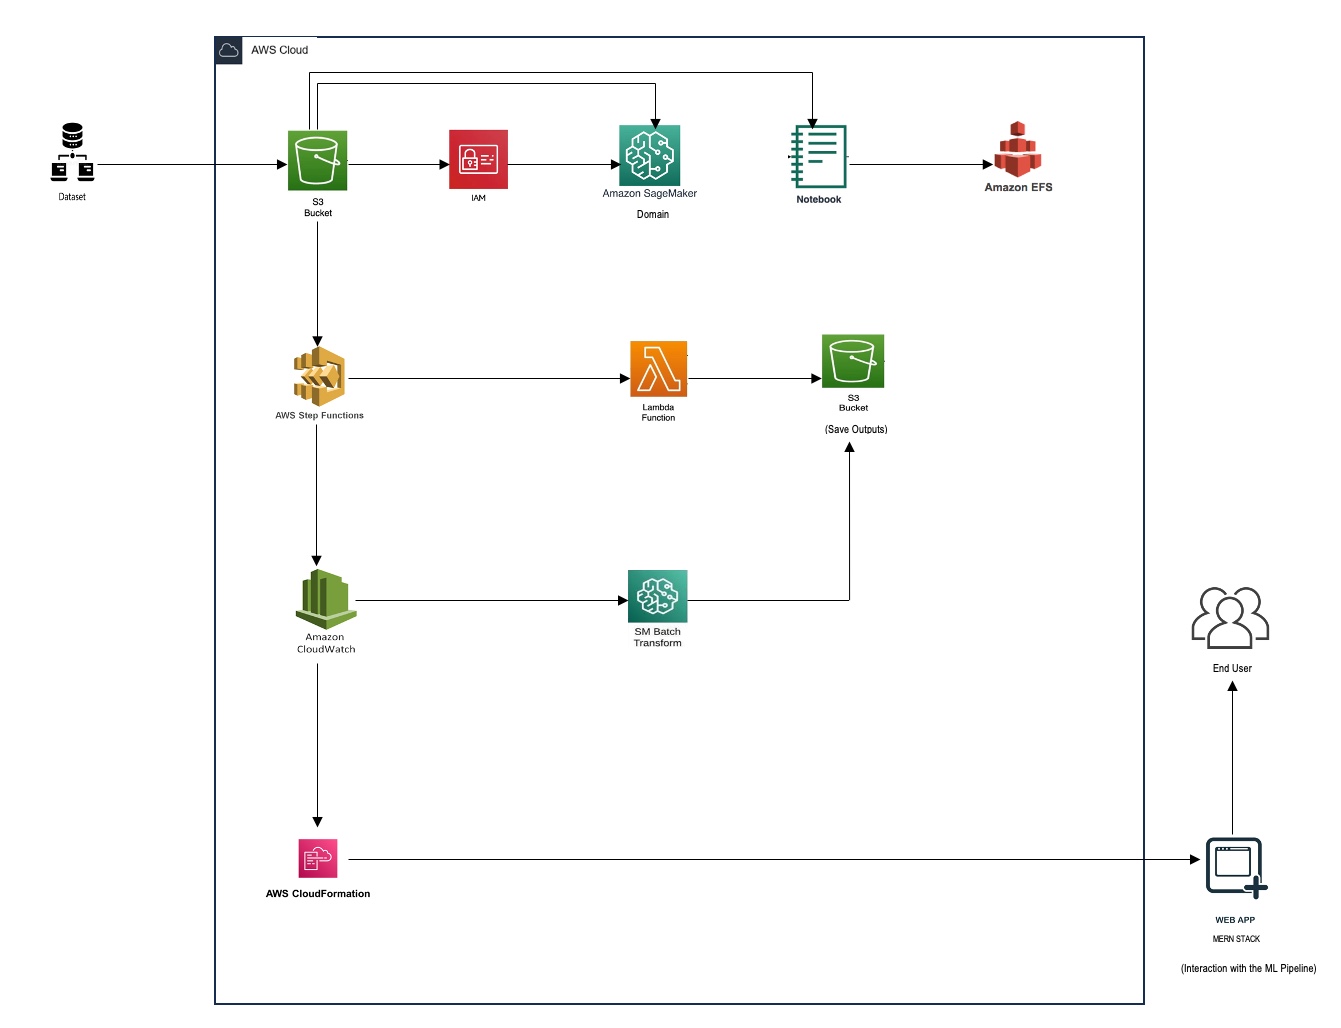 AWS Cloud
Dataset
S3
Bucket
IAM
Amazon SageMaker
Domain
Notebook
Amazon EFS
AWS Step Functions
Lambda
Function
S3
Bucket
(Save Outputs)
Amazon
CloudWatch
SM Batch
Transform
End User
AWS CloudFormation
WEB APP
MERN STACK
(Interaction with the ML Pipeline)